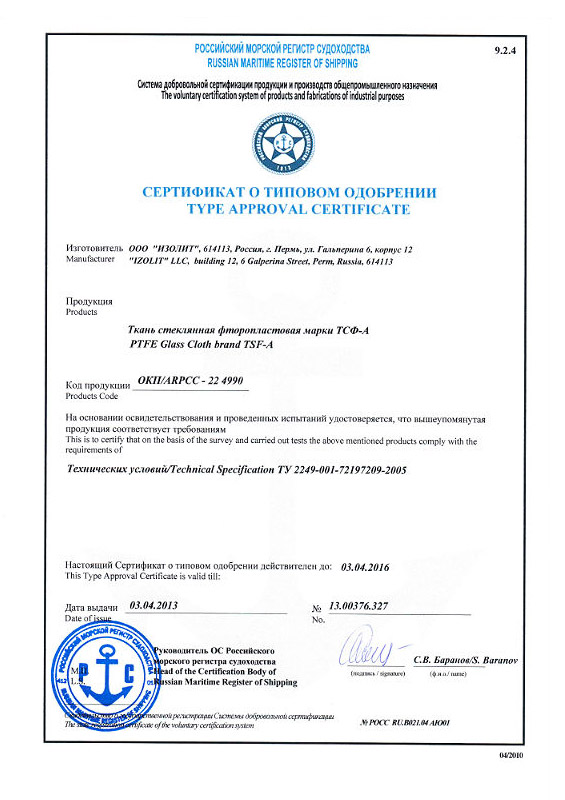 РОССИЙСКИЙ МОРСКОЙ РЕГИСТР СУДОХОДСТВА
RUSSIAN MARITIME REGISTER OF SHIPPING
9.2.4
Система добровольной сертификации продукции и производств общепромышленного назначения
The voluntary certification system of products and fabrications of industrial purposes
РОССИЙСКИЙ МОРСКОЙ РЕГИСТР СУДОХОДСТВА
Р С
1913
СЕРТИФИКАТ О ТИПОВОМ ОДОБРЕНИИ
TYPE APPROVAL CERTIFICATE
Изготовитель ООО "ИЗОЛИТ", 614113, Россия, г. Пермь, ул. Гальперина 6, корпус 12
Manufacturer "IZOLIT" LLC, building 12, 6 Galperina Street, Perm, Russia, 614113
Продукция
Products
Ткань стеклянная фторопластовая марки ТСФ-А
PTFE Glass Cloth brand TSF-A
Код продукции ОКП/ARPCC - 22 4990
Products Code
На основании освидетельствования и проведенных испытаний удостоверяется, что вышеупомянутая
продукция соответствует требованиям
This is to certify that on the basis of the survey and carried out tests the above mentioned products comply with the
requirements of
Технических условий/Technical Specification ТУ 2249-001-72197209-2005
Настоящий Сертификат о типовом одобрении действителен до: 03.04.2016
This Type Approval Certificate is valid till:
Дата выдачи 03.04.2013 № 13.00376.327
Date of issue No.
РОССИЙСКИЙ МОРСКОЙ РЕГИСТР СУДОХОДСТВА
Р С
RUSSIAN MARITIME REGISTER OF SHIPPING
Руководитель ОС Российского
морского регистра судоходства
Head of the Certification Body of
Russian Maritime Register of Shipping
С.В. Баранов/S. Baranov
(подпись / signature) (ф.и.о./ name)
государственной регистрации Системы добровольной сертификации
The certificate of the voluntary certification system
№ РОСС RU.В021.04 АЮ01
04/2010